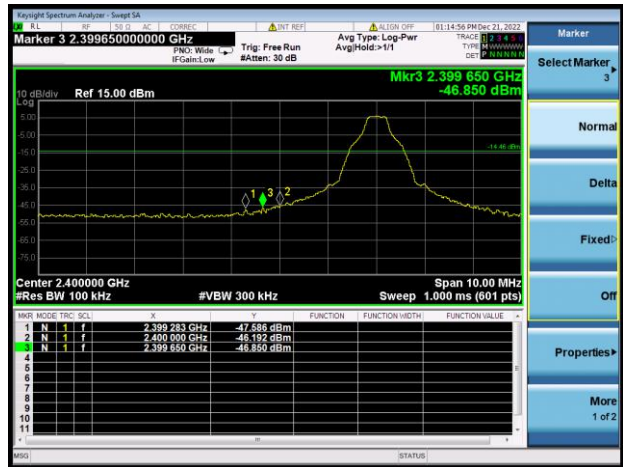 Keysight Spectrum Analyzer - Swept SA
RL RF 50 Ω AC CORREC INT REF ALIGN OFF 01:14:56 PM Dec 21, 2022
Marker 3 2.399650000000 GHz
PNO: Wide
IFGain:Low
Trig: Free Run
#Atten: 30 dB
Avg Type: Log-Pwr
Avg|Hold:>1/1
TRACE 1 2 3 4 5 6
TYPE M WWWWW
DET P N N N N N
Mkr3 2.399 650 GHz
-46.850 dBm
10 dB/div Ref 15.00 dBm
Log
5.00
-5.00
-15.0
-25.0
-35.0
-45.0
-55.0
-65.0
-75.0
-14.46 dBm
1 3 2
Center 2.400000 GHz Span 10.00 MHz
#Res BW 100 kHz #VBW 300 kHz Sweep 1.000 ms (601 pts)
MKR MODE TRC SCL X Y FUNCTION FUNCTION WIDTH FUNCTION VALUE
1 N 1 f 2.399 283 GHz -47.586 dBm
2 N 1 f 2.400 000 GHz -46.192 dBm
3 N 1 f 2.399 650 GHz -46.850 dBm
4
5
6
7
8
9
10
11
MSG STATUS
Marker
Select Marker
3
Normal
Delta
Fixed
Off
Properties
More
1 of 2